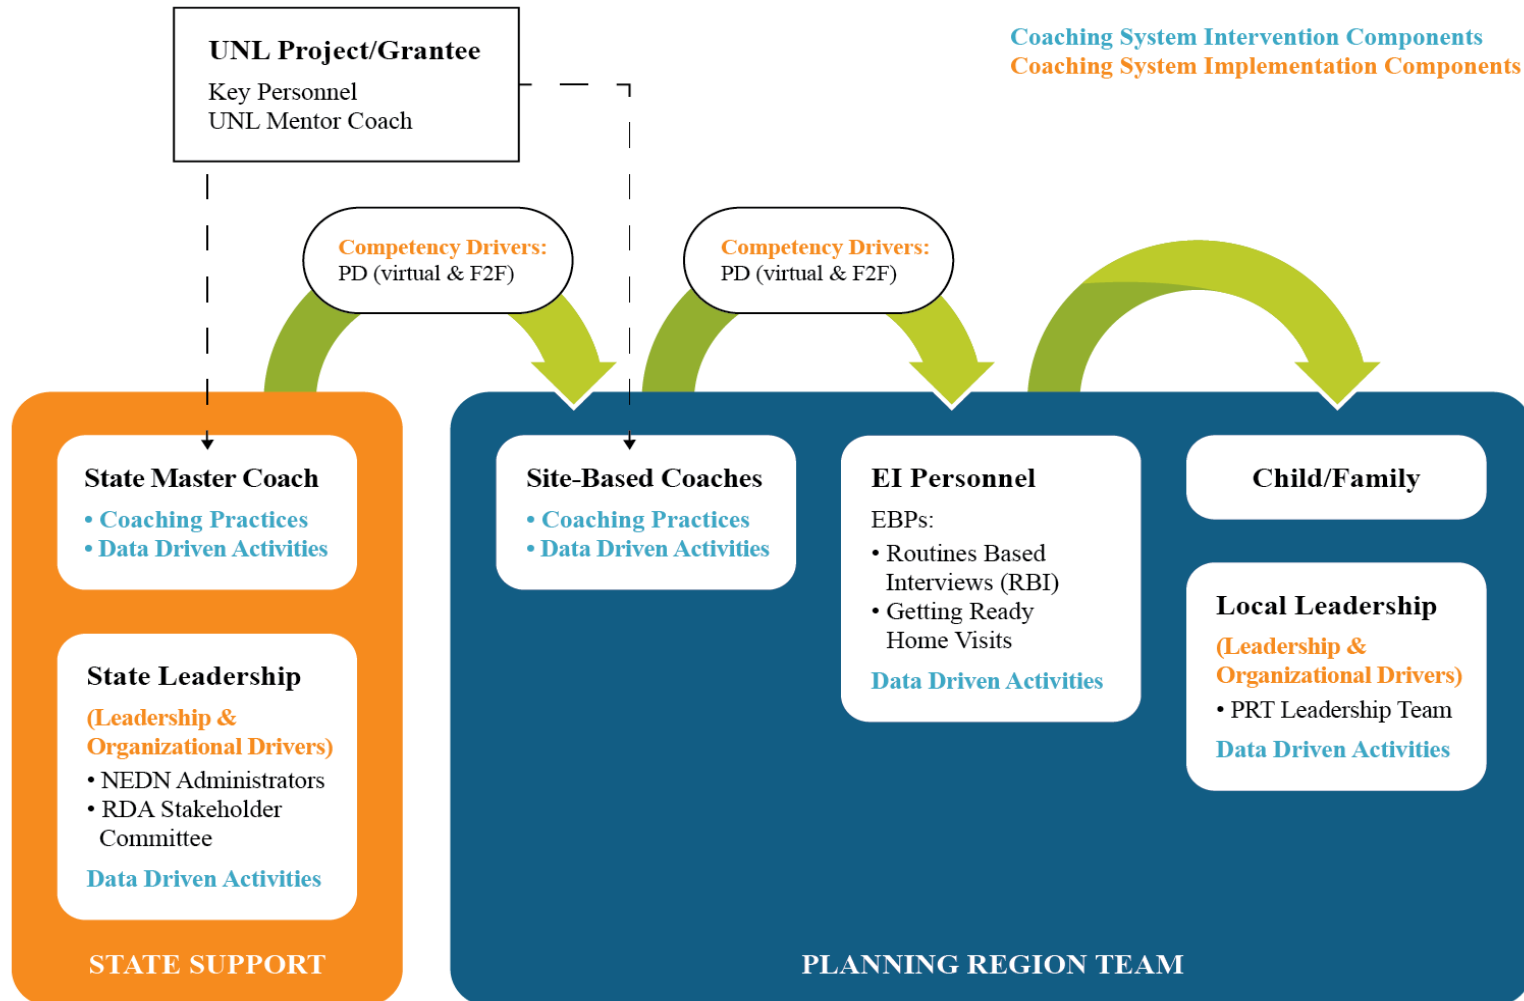 UNL Project/Grantee
Key Personnel
UNL Mentor Coach
Coaching System Intervention Components
Coaching System Implementation Components
Competency Drivers:
PD (virtual & F2F)
Competency Drivers:
PD (virtual & F2F)
State Master Coach
• Coaching Practices
• Data Driven Activities
State Leadership
(Leadership &
Organizational Drivers)
• NEDN Administrators
• RDA Stakeholder
Committee
Data Driven Activities
STATE SUPPORT
Site-Based Coaches
• Coaching Practices
• Data Driven Activities
EI Personnel
EBPs:
• Routines Based
Interviews (RBI)
• Getting Ready
Home Visits
Data Driven Activities
Child/Family
Local Leadership
(Leadership &
Organizational Drivers)
• PRT Leadership Team
Data Driven Activities
PLANNING REGION TEAM